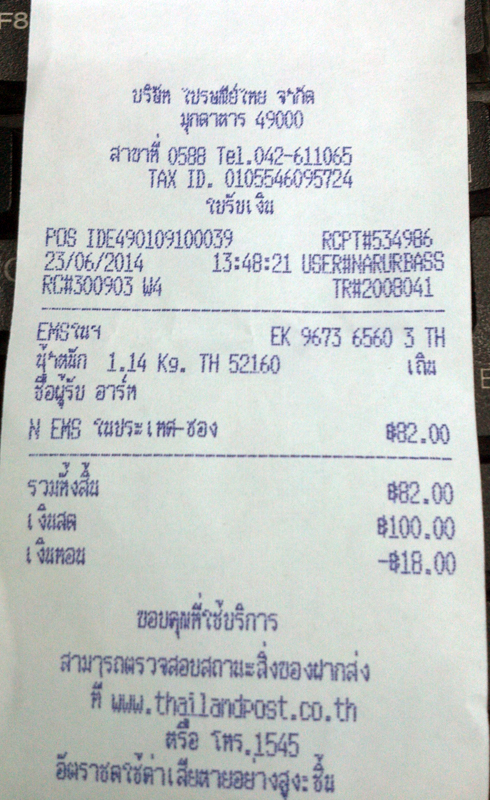 F8
บริษัท ไปรษณีย์ไทย จำกัด
มุกดาหาร 49000
สาขาที่ 0588 Tel.042-611065
TAX ID. 0105546095724
ใบรับเงิน
POS IDE490109100039 RCPT#534986
23/06/2014 13:48:21 USER#NARURBASS
RC#300903 W4 TR#2008041
EMSในฯ EK 9673 6560 3 TH
น้ำหนัก 1.14 Kg. TH 52160 เถิน
ชื่อผู้รับ อาร์ท
N EMS ในประเทศ-ซอง ฿82.00
รวมทั้งสิ้น ฿82.00
เงินสด ฿100.00
เงินทอน -฿18.00
ขอบคุณที่ใช้บริการ
สามารถตรวจสอบสถานะสิ่งของฝากส่ง
ที่ www.thailandpost.co.th
หรือ โทร.1545
อัตราชดใช้ค่าเสียหายอย่างสูง:ชิ้น